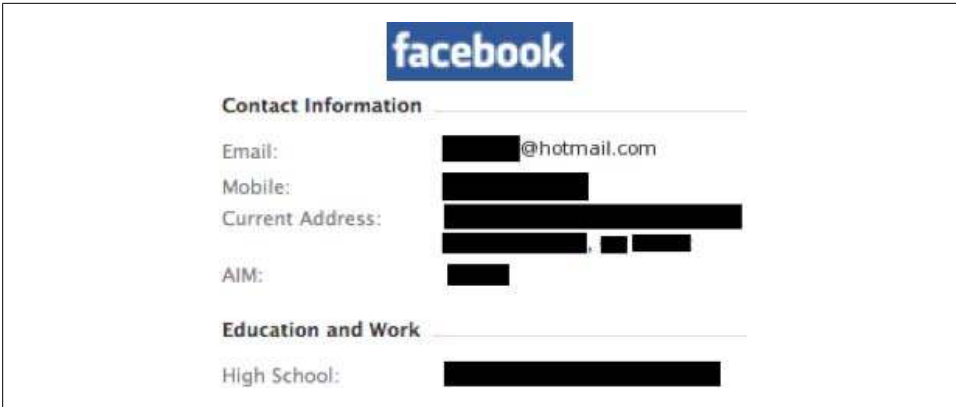 facebook
Contact Information
Email: @hotmail.com
Mobile:
Current Address:
,
AIM:
Education and Work
High School: